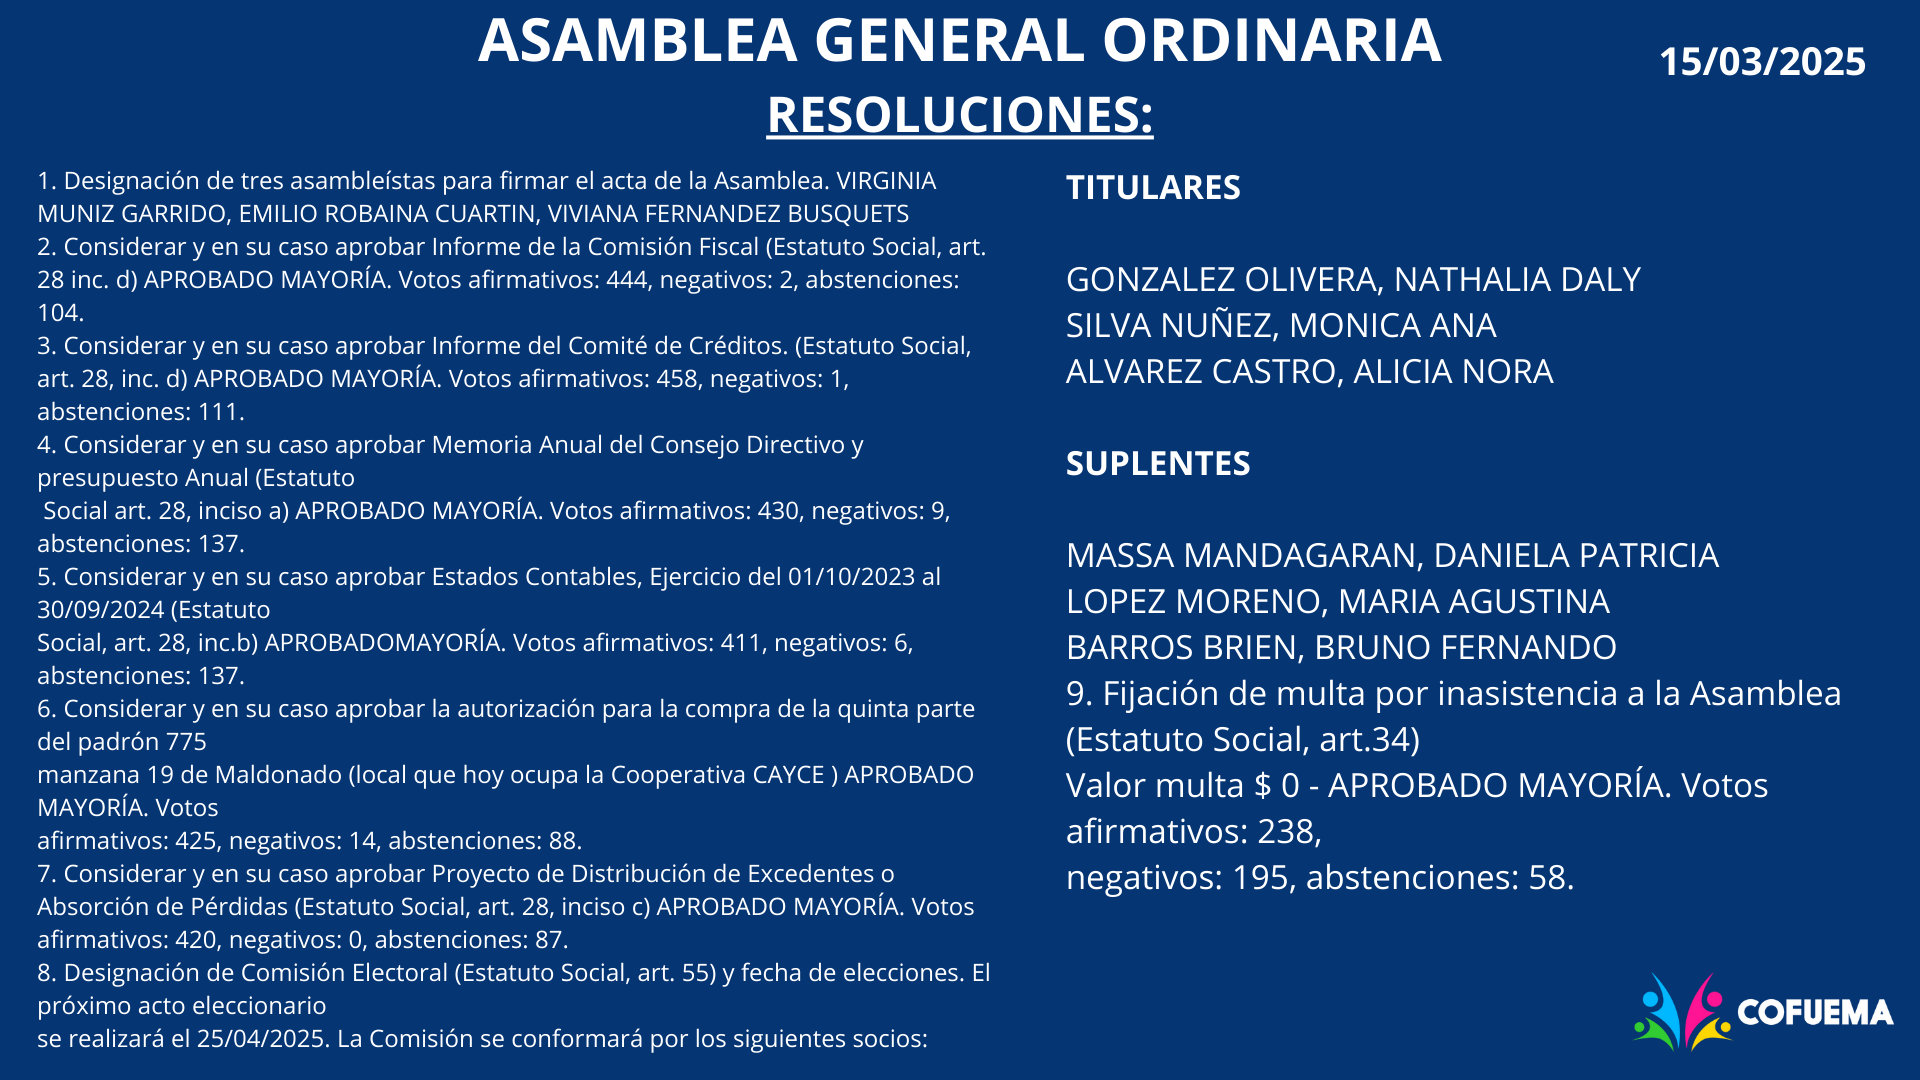 ASAMBLEA GENERAL ORDINARIA
15/03/2025
RESOLUCIONES:
1. Designación de tres asambleístas para firmar el acta de la Asamblea. VIRGINIA
MUNIZ GARRIDO, EMILIO ROBAINA CUARTIN, VIVIANA FERNANDEZ BUSQUETS
2. Considerar y en su caso aprobar Informe de la Comisión Fiscal (Estatuto Social, art.
28 inc. d) APROBADO MAYORÍA. Votos afirmativos: 444, negativos: 2, abstenciones:
104.
3. Considerar y en su caso aprobar Informe del Comité de Créditos. (Estatuto Social,
art. 28, inc. d) APROBADO MAYORÍA. Votos afirmativos: 458, negativos: 1,
abstenciones: 111.
4. Considerar y en su caso aprobar Memoria Anual del Consejo Directivo y
presupuesto Anual (Estatuto
Social art. 28, inciso a) APROBADO MAYORÍA. Votos afirmativos: 430, negativos: 9,
abstenciones: 137.
5. Considerar y en su caso aprobar Estados Contables, Ejercicio del 01/10/2023 al
30/09/2024 (Estatuto
Social, art. 28, inc.b) APROBADOMAYORÍA. Votos afirmativos: 411, negativos: 6,
abstenciones: 137.
6. Considerar y en su caso aprobar la autorización para la compra de la quinta parte
del padrón 775
manzana 19 de Maldonado (local que hoy ocupa la Cooperativa CAYCE ) APROBADO
MAYORÍA. Votos
afirmativos: 425, negativos: 14, abstenciones: 88.
7. Considerar y en su caso aprobar Proyecto de Distribución de Excedentes o
Absorción de Pérdidas (Estatuto Social, art. 28, inciso c) APROBADO MAYORÍA. Votos
afirmativos: 420, negativos: 0, abstenciones: 87.
8. Designación de Comisión Electoral (Estatuto Social, art. 55) y fecha de elecciones. El
próximo acto eleccionario
se realizará el 25/04/2025. La Comisión se conformará por los siguientes socios:
TITULARES
GONZALEZ OLIVERA, NATHALIA DALY
SILVA NUÑEZ, MONICA ANA
ALVAREZ CASTRO, ALICIA NORA
SUPLENTES
MASSA MANDAGARAN, DANIELA PATRICIA
LOPEZ MORENO, MARIA AGUSTINA
BARROS BRIEN, BRUNO FERNANDO
9. Fijación de multa por inasistencia a la Asamblea
(Estatuto Social, art.34)
Valor multa $ 0 - APROBADO MAYORÍA. Votos
afirmativos: 238,
negativos: 195, abstenciones: 58.
COFUEMA